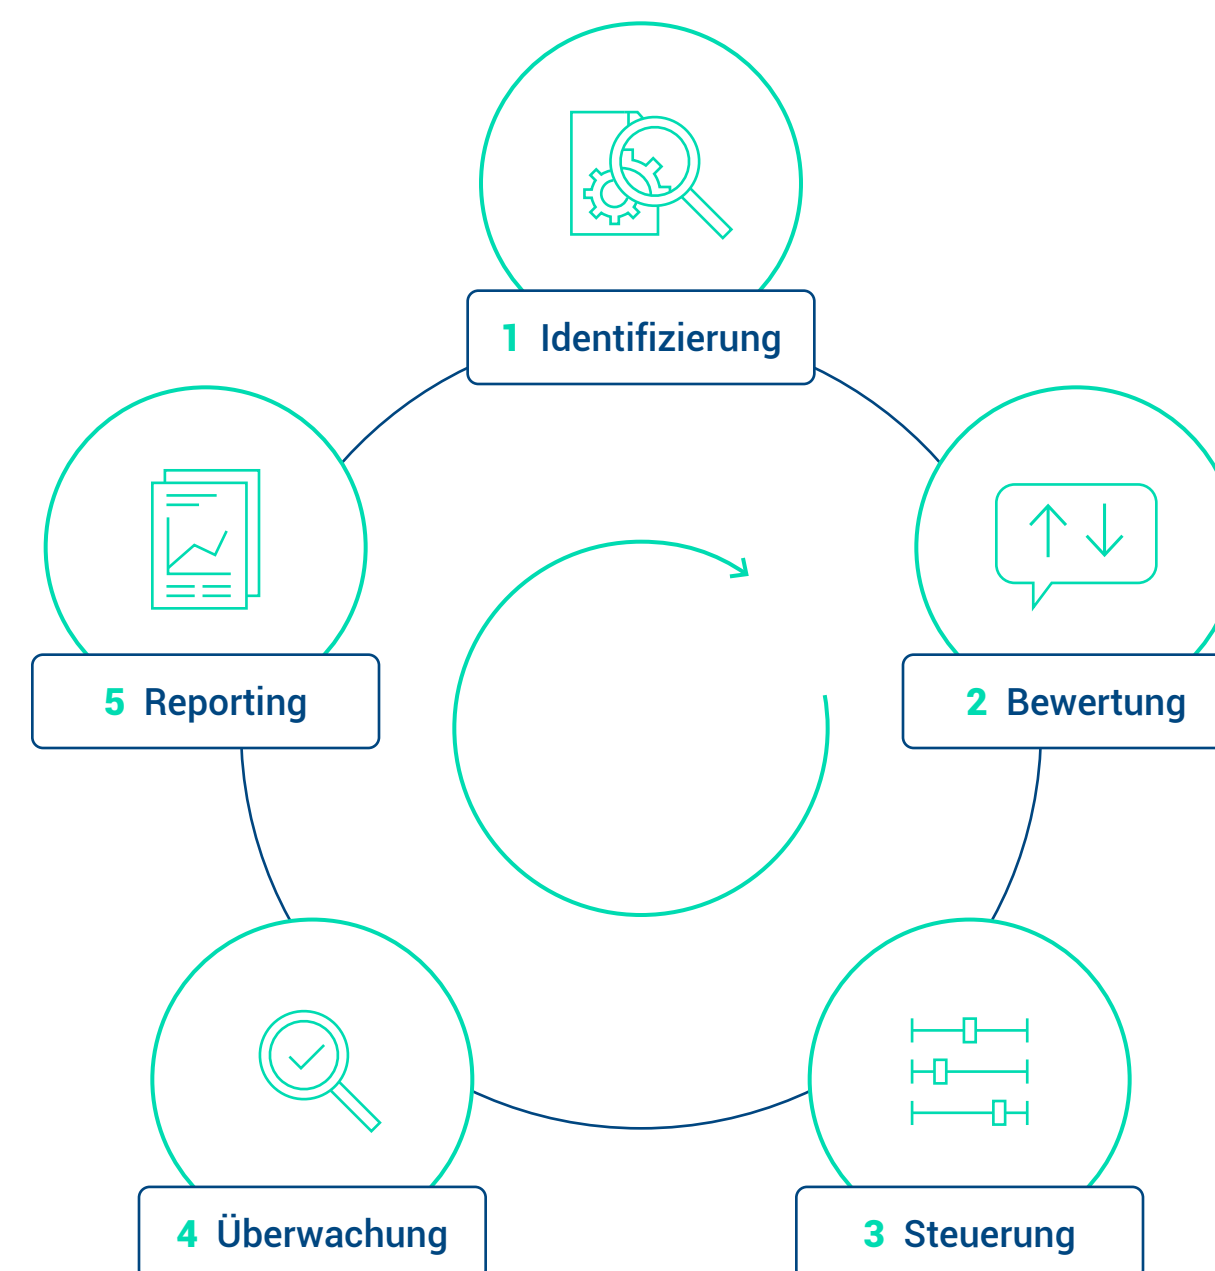 1 Identifizierung
2 Bewertung
3 Steuerung
4 Überwachung
5 Reporting